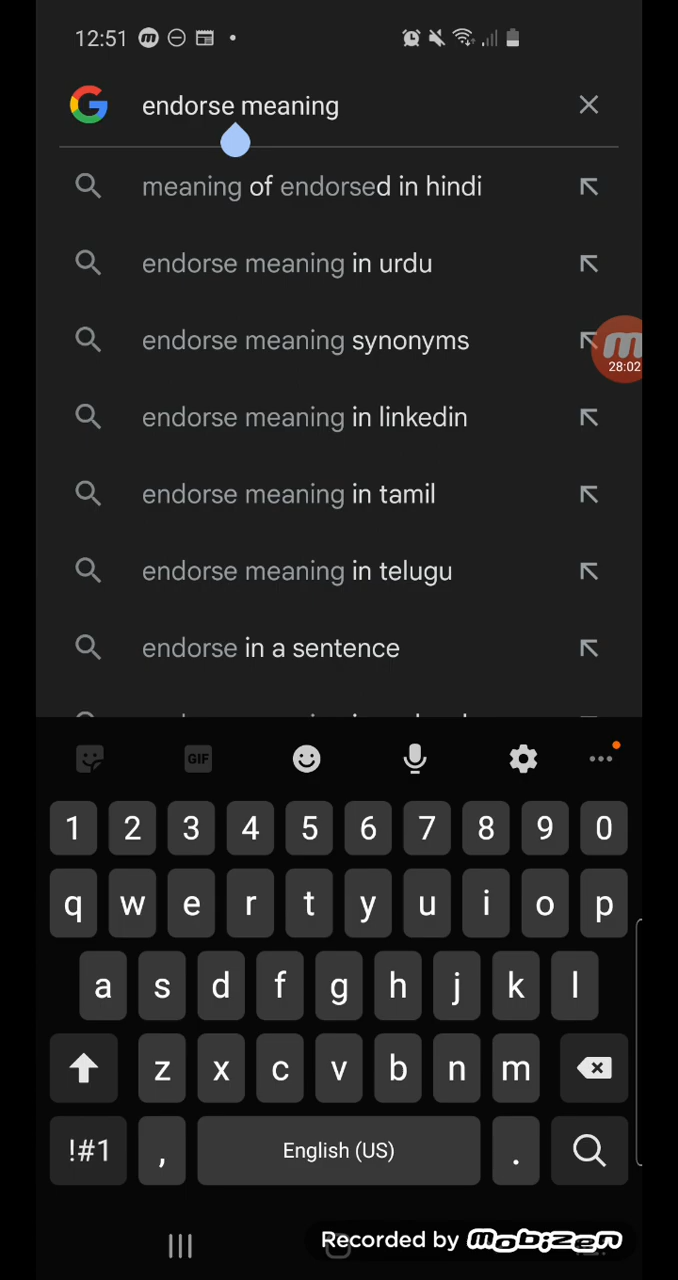 12:51
endorse meaning
meaning of endorsed in hindi
endorse meaning in urdu
endorse meaning synonyms
28:02
endorse meaning in linkedin
endorse meaning in tamil
endorse meaning in telugu
endorse in a sentence
GIF
1 2 3 4 5 6 7 8 9 0
q w e r t y u i o p
a s d f g h j k l
z x c v b n m
!#1 , English (US) .
Recorded by mobizen